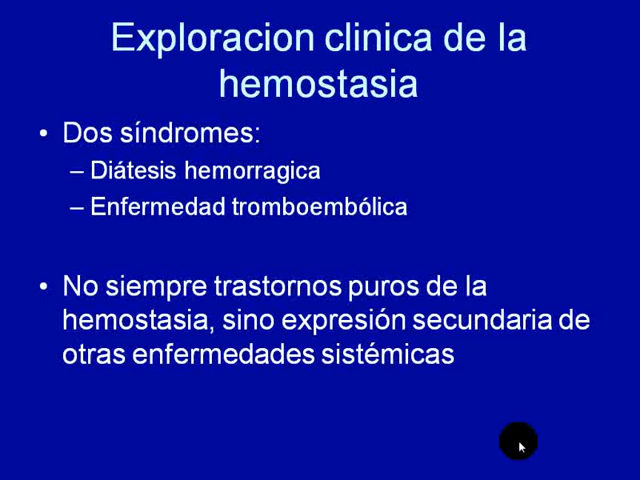 Exploracion clinica de la
hemostasia
• Dos síndromes:
– Diátesis hemorragica
– Enfermedad tromboembólica
• No siempre trastornos puros de la
hemostasia, sino expresión secundaria de
otras enfermedades sistémicas